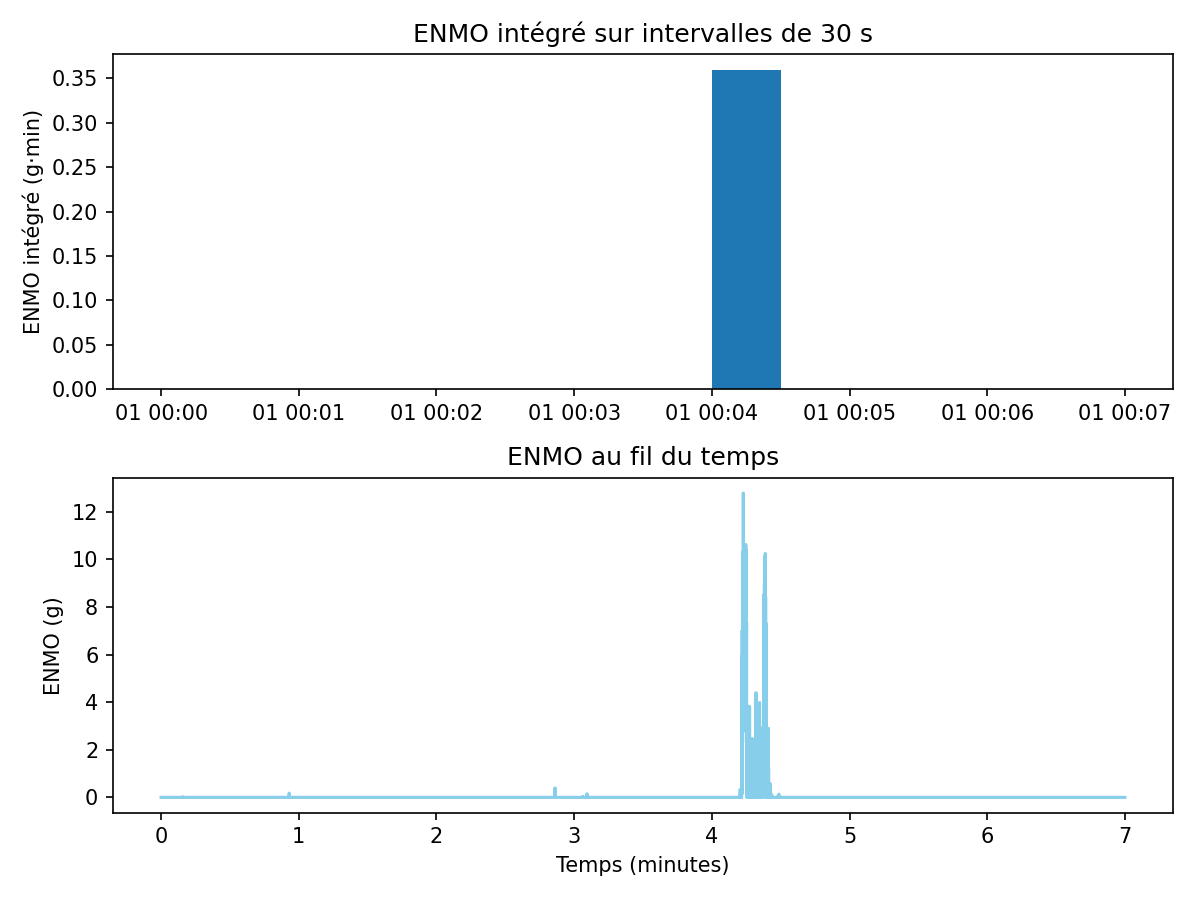 ENMO intégré sur intervalles de 30 s
ENMO intégré (g·min)
0.35
0.30
0.25
0.20
0.15
0.10
0.05
0.00
01 00:00 01 00:01 01 00:02 01 00:03 01 00:04 01 00:05 01 00:06 01 00:07
ENMO au fil du temps
ENMO (g)
12
10
8
6
4
2
0
0 1 2 3 4 5 6 7
Temps (minutes)